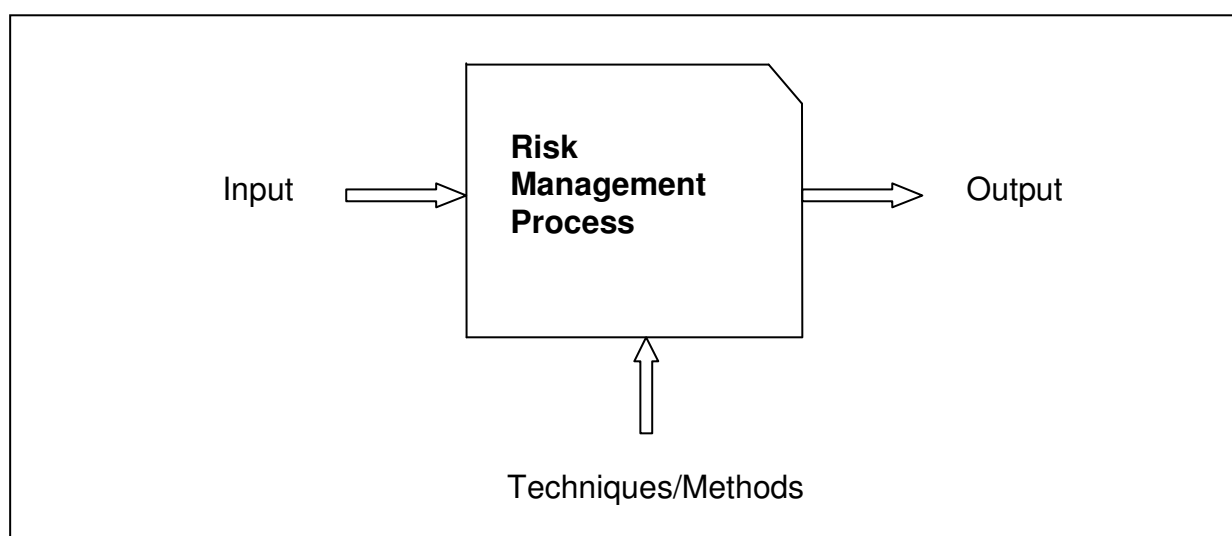 Risk
Management
Process
Input
Output
Techniques/Methods